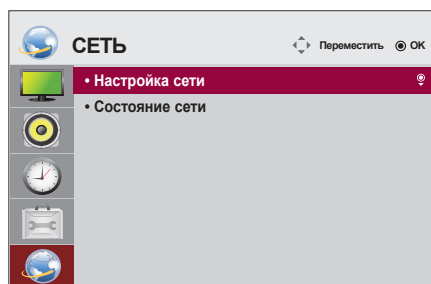 СЕТЬ
Переместить
OK
• Настройка сети
• Состояние сети